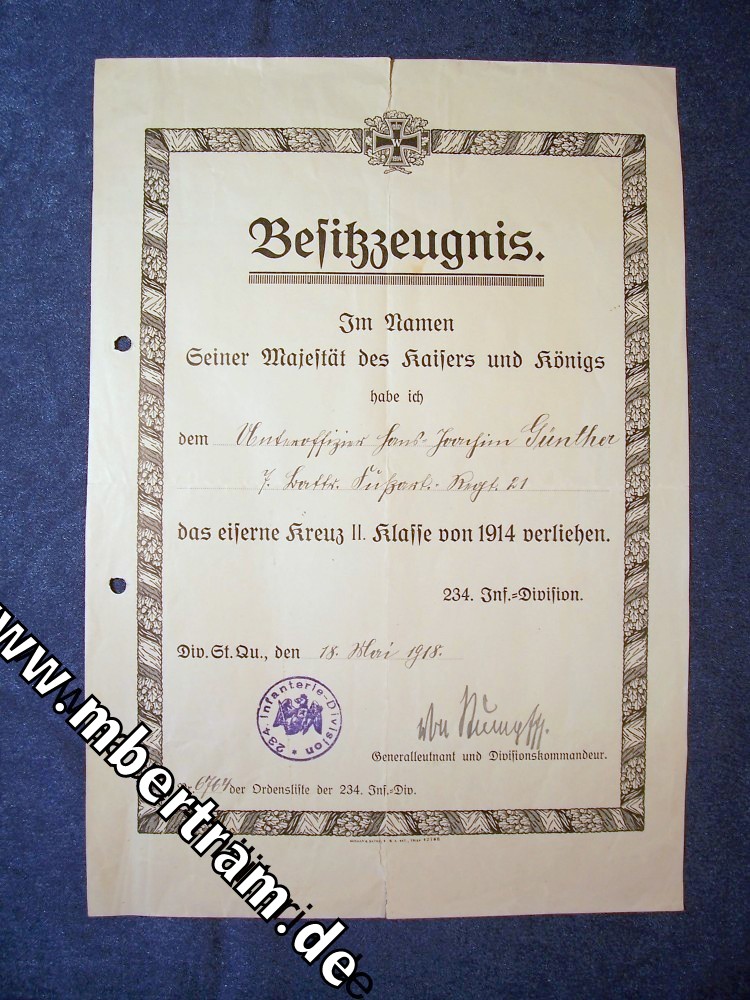 W
1914
Besitzzeugnis.
Im Namen
Seiner Majestät des Kaisers und Königs
habe ich
dem Unteroffizier Hans-Joachim Günther
7. Battr. Fußart.-Regt. 21
das eiserne Kreuz II. Klasse von 1914 verliehen.
234. Inf.-Division.
Div. St. Qu., den 18. Mai 1918.
* 234. Infanterie-Division
von
Generalleutnant und Divisionskommandeur.
der Ordensliste der 234. Inf.-Div.
www.mbertram.de